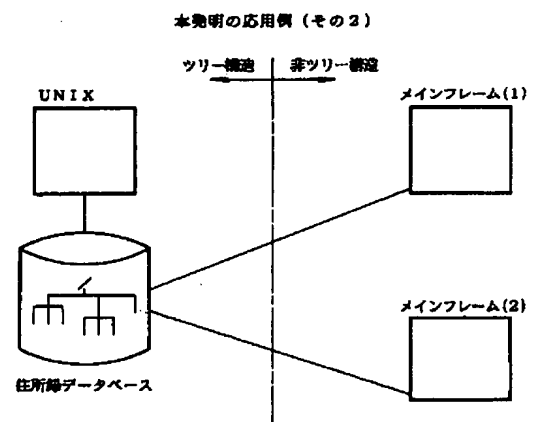 本発明の応用例（その２）
ツリー構造 非ツリー構造
ＵＮＩＸ
メインフレーム(1)
メインフレーム(2)
住所録データベース